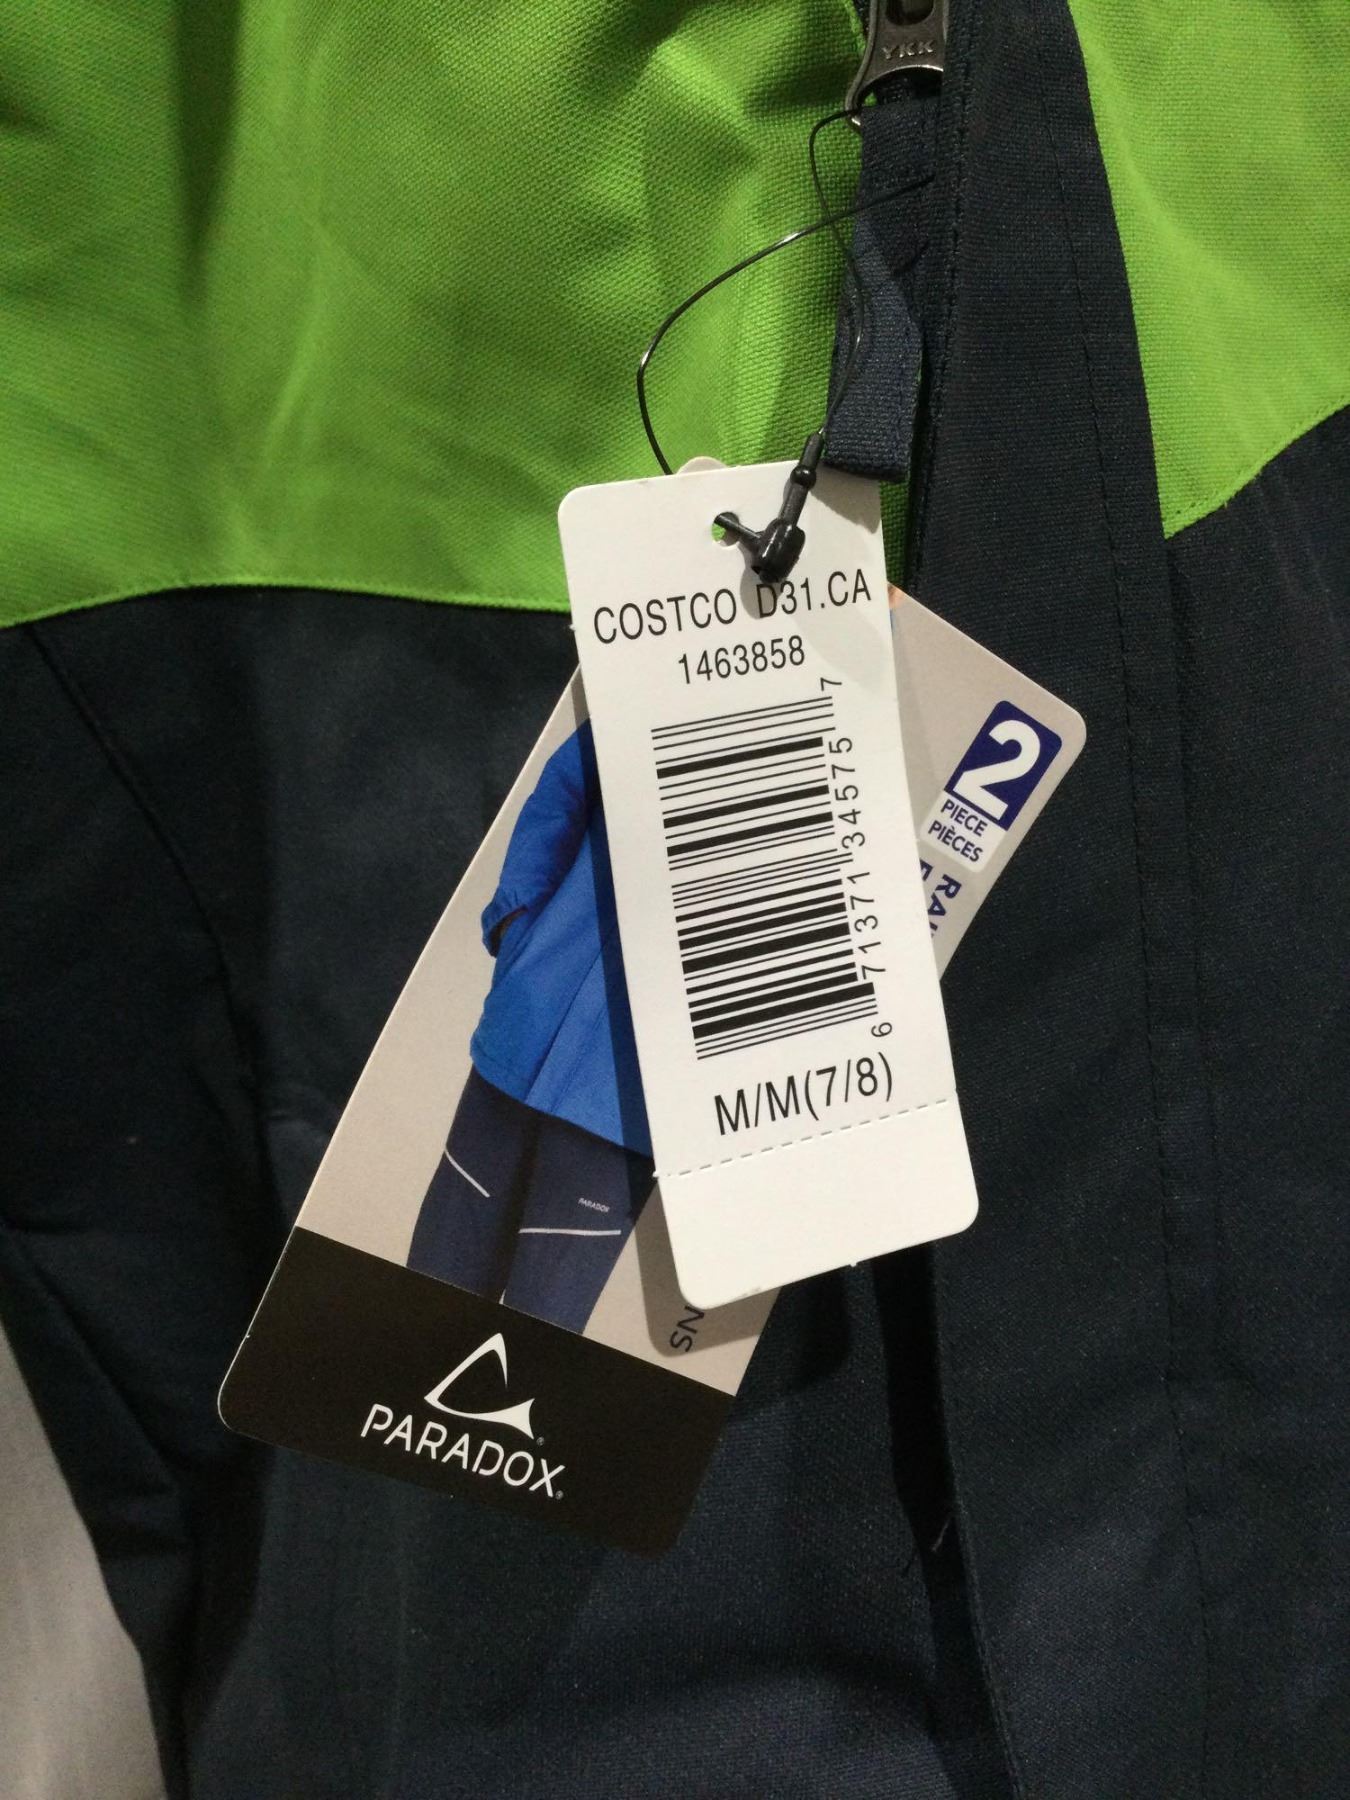 YKK
COSTCO D31.CA
1463858
6 71371 34575 7
M/M(7/8)
2
PIECE
PIÈCES
PARADOX
PARADOX